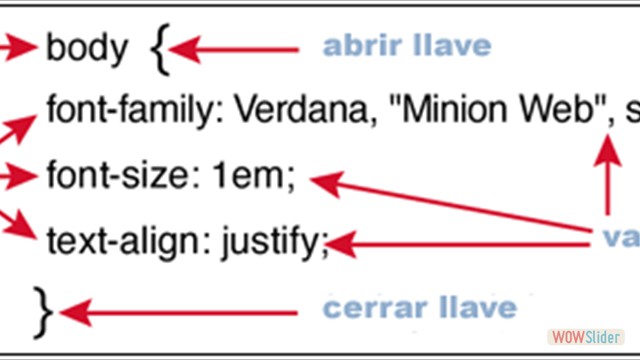 body { abrir llave
font-family: Verdana, "Minion Web", s
font-size: 1em;
text-align: justify; va
} cerrar llave
WOWSlider